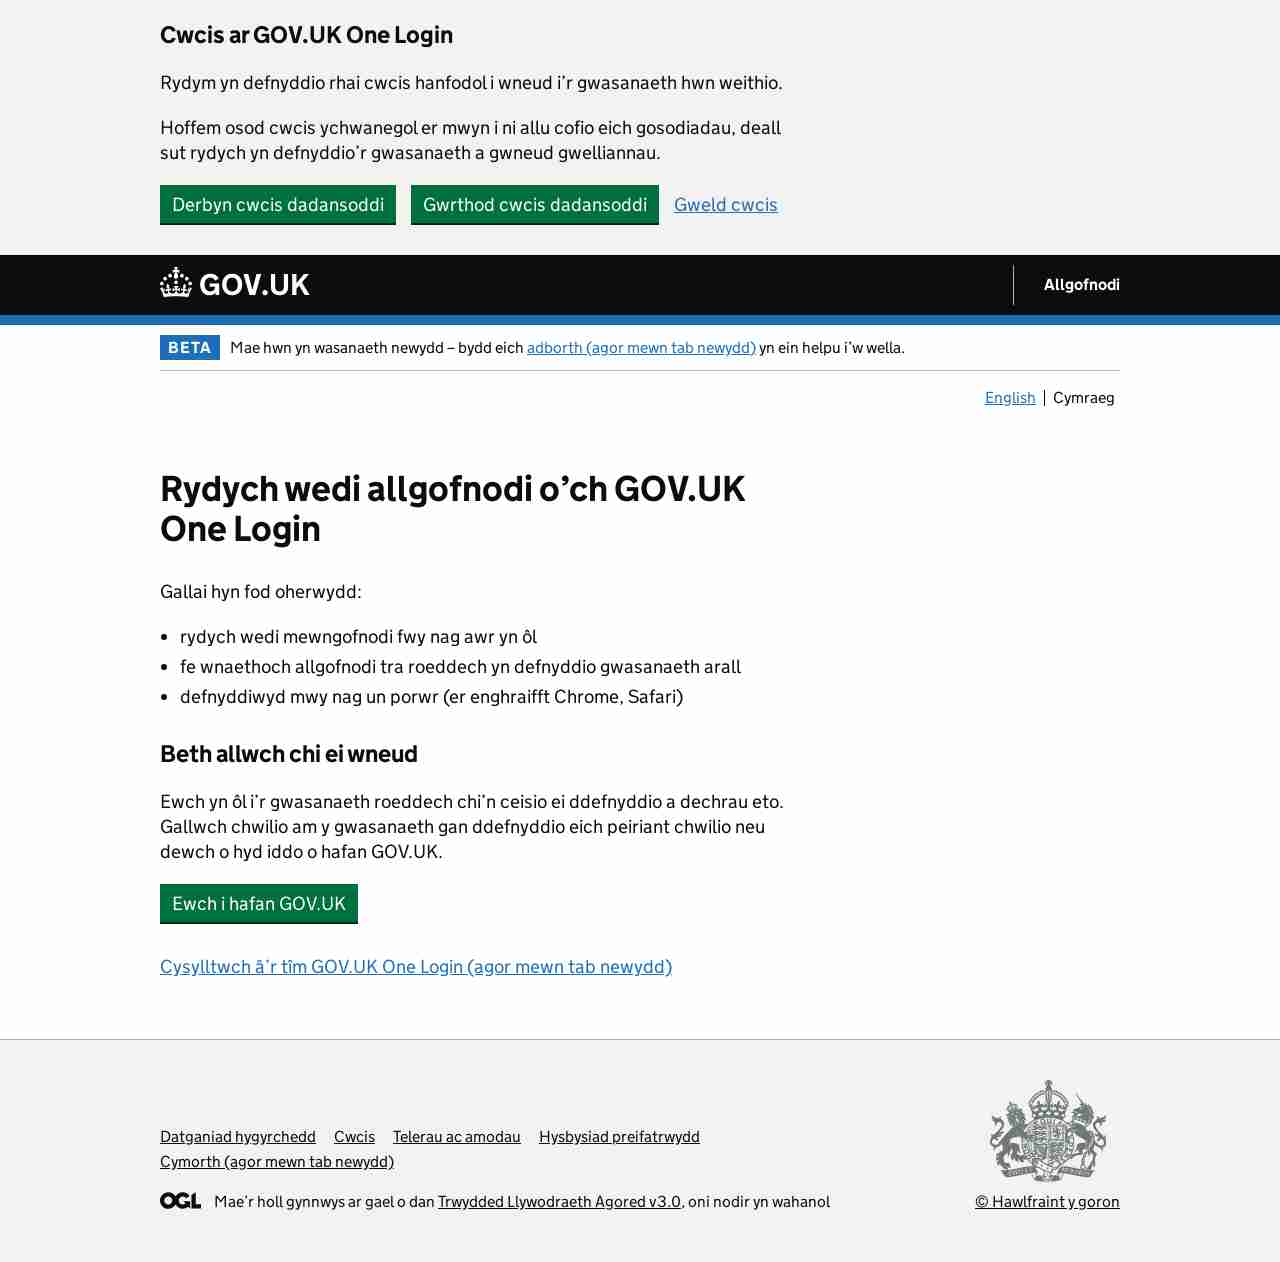 Cwcis ar GOV.UK One Login
Rydym yn defnyddio rhai cwcis hanfodol i wneud i’r gwasanaeth hwn weithio.
Hoffem osod cwcis ychwanegol er mwyn i ni allu cofio eich gosodiadau, deall
sut rydych yn defnyddio’r gwasanaeth a gwneud gwelliannau.
Derbyn cwcis dadansoddi Gwrthod cwcis dadansoddi Gweld cwcis
GOV.UK Allgofnodi
BETA Mae hwn yn wasanaeth newydd – bydd eich adborth (agor mewn tab newydd) yn ein helpu i’w wella.
English Cymraeg
Rydych wedi allgofnodi o’ch GOV.UK
One Login
Gallai hyn fod oherwydd:
• rydych wedi mewngofnodi fwy nag awr yn ôl
• fe wnaethoch allgofnodi tra roeddech yn defnyddio gwasanaeth arall
• defnyddiwyd mwy nag un porwr (er enghraifft Chrome, Safari)
Beth allwch chi ei wneud
Ewch yn ôl i’r gwasanaeth roeddech chi’n ceisio ei ddefnyddio a dechrau eto.
Gallwch chwilio am y gwasanaeth gan ddefnyddio eich peiriant chwilio neu
dewch o hyd iddo o hafan GOV.UK.
Ewch i hafan GOV.UK
Cysylltwch â’r tîm GOV.UK One Login (agor mewn tab newydd)
Datganiad hygyrchedd Cwcis Telerau ac amodau Hysbysiad preifatrwydd
Cymorth (agor mewn tab newydd)
OGL Mae’r holl gynnwys ar gael o dan Trwydded Llywodraeth Agored v3.0, oni nodir yn wahanol
© Hawlfraint y goron